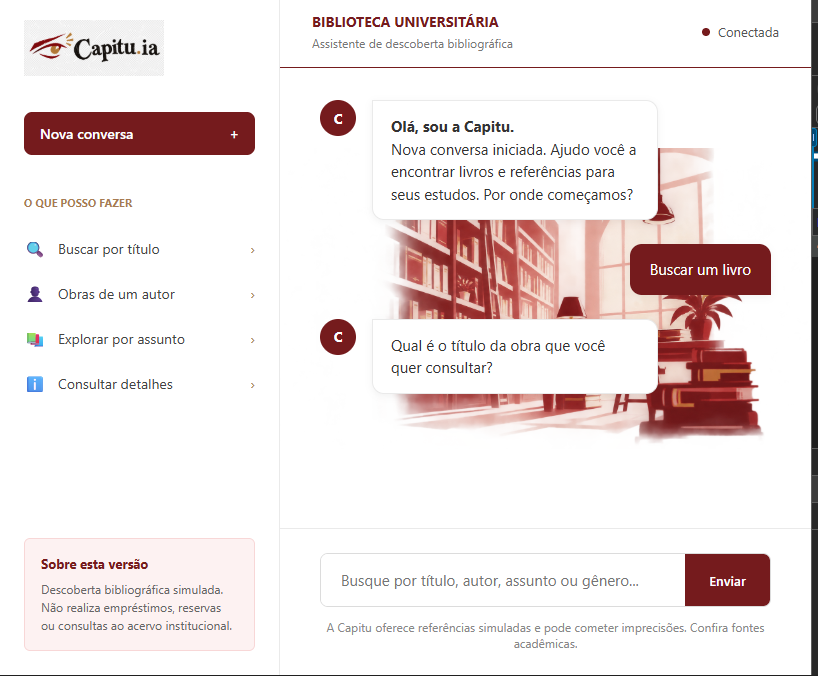 Capitu.ia
Nova conversa +
O QUE POSSO FAZER
Buscar por título ›
Obras de um autor ›
Explorar por assunto ›
i Consultar detalhes ›
Sobre esta versão
Descoberta bibliográfica simulada.
Não realiza empréstimos, reservas
ou consultas ao acervo institucional.
BIBLIOTECA UNIVERSITÁRIA
Assistente de descoberta bibliográfica
Conectada
C
Olá, sou a Capitu.
Nova conversa iniciada. Ajudo você a
encontrar livros e referências para
seus estudos. Por onde começamos?
Buscar um livro
C
Qual é o título da obra que você
quer consultar?
Busque por título, autor, assunto ou gênero...
Enviar
A Capitu oferece referências simuladas e pode cometer imprecisões. Confira fontes
acadêmicas.